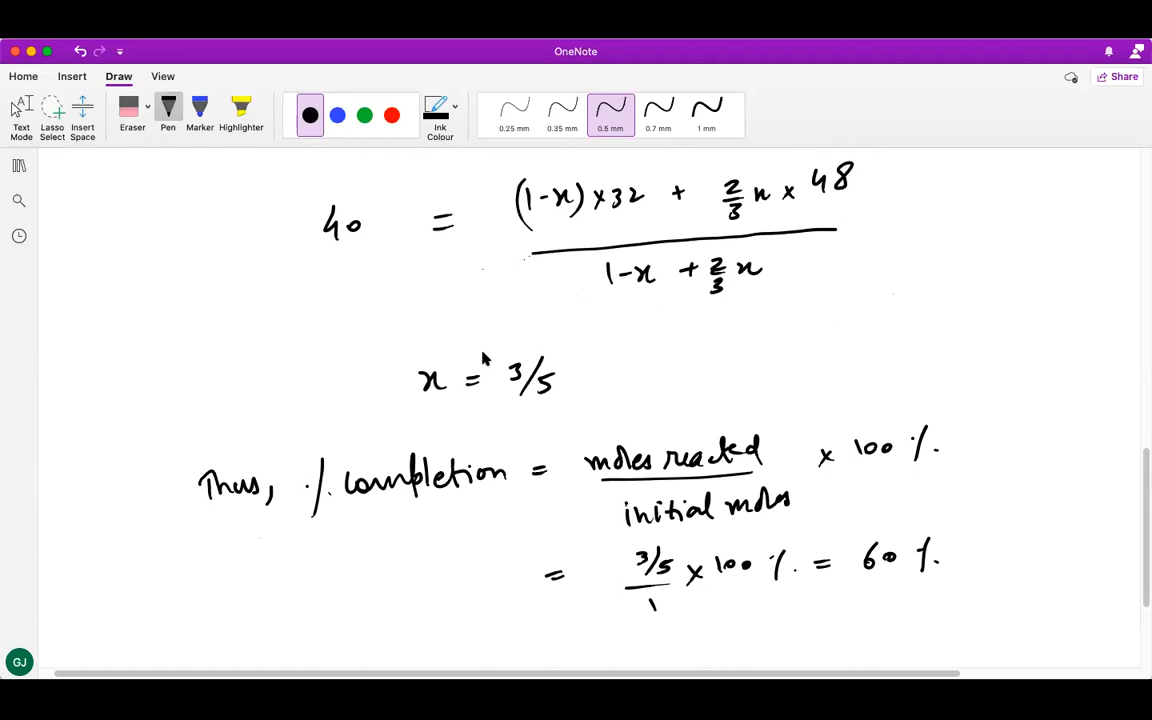 OneNote
Home Insert Draw View Share
Text Mode Lasso Select Insert Space Eraser Pen Marker Highlighter Ink Colour 0.25 mm 0.35 mm 0.5 mm 0.7 mm 1 mm
40 = ((1-x)×32 + 2/3 x × 48) / (1-x + 2/3 x)
x = 3/5
Thus, % completion = moles reacted / initial moles × 100 %.
= (3/5)/1 × 100 %. = 60 %.
GJ